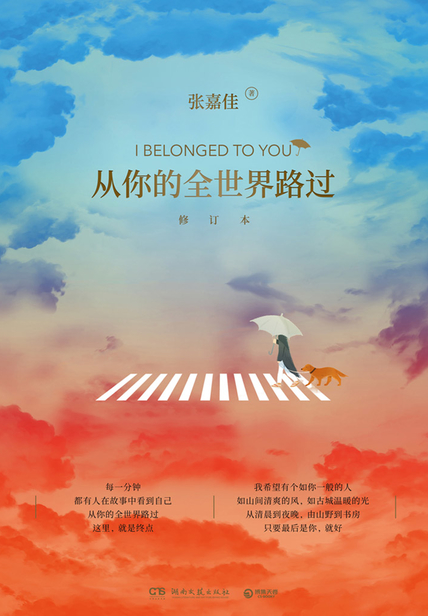 张嘉佳 著
I BELONGED TO YOU
从你的全世界路过
修订本
每一分钟
都有人在故事中看到自己
从你的全世界路过
这里，就是终点
我希望有个如你一般的人
如山间清爽的风、如古城温暖的光
从清晨到夜晚，由山野到书房
只要最后是你，就好
湖南文艺出版社
博集天卷